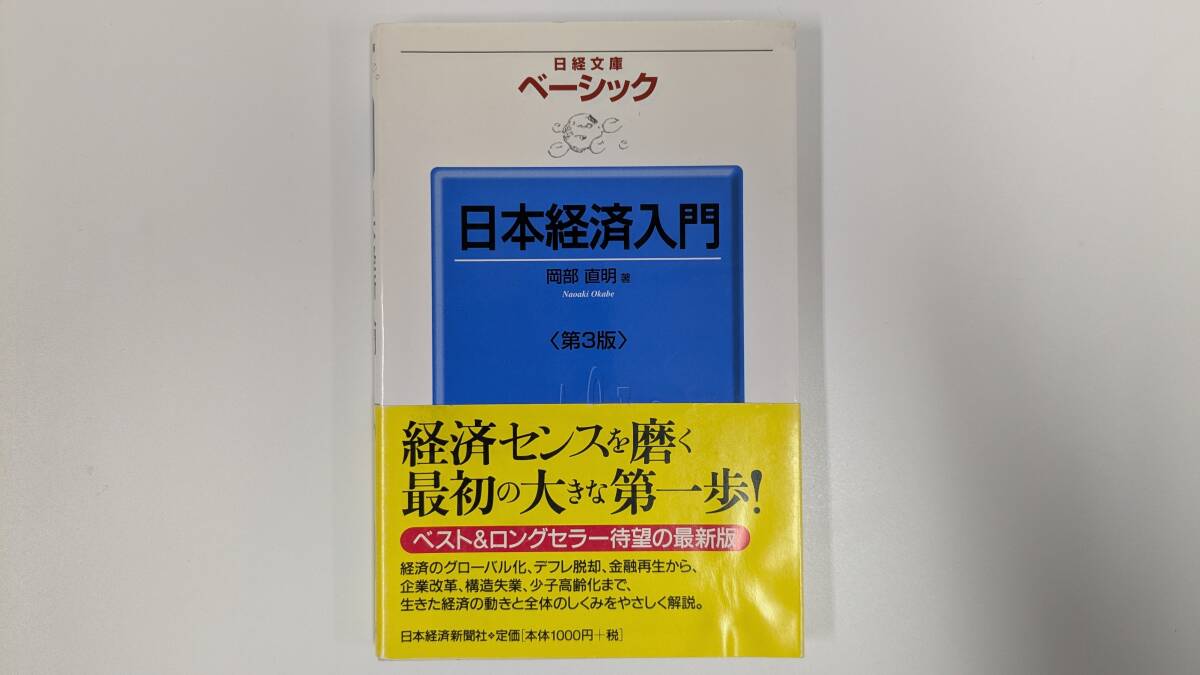 日経文庫
ベーシック
日本経済入門
岡部 直明 著
Naoaki Okabe
〈第3版〉
経済センスを磨く
最初の大きな第一歩!
ベスト&ロングセラー待望の最新版
経済のグローバル化、デフレ脱却、金融再生から、
企業改革、構造失業、少子高齢化まで、
生きた経済の動きと全体のしくみをやさしく解説。
日本経済新聞社❖定価[本体1000円+税]